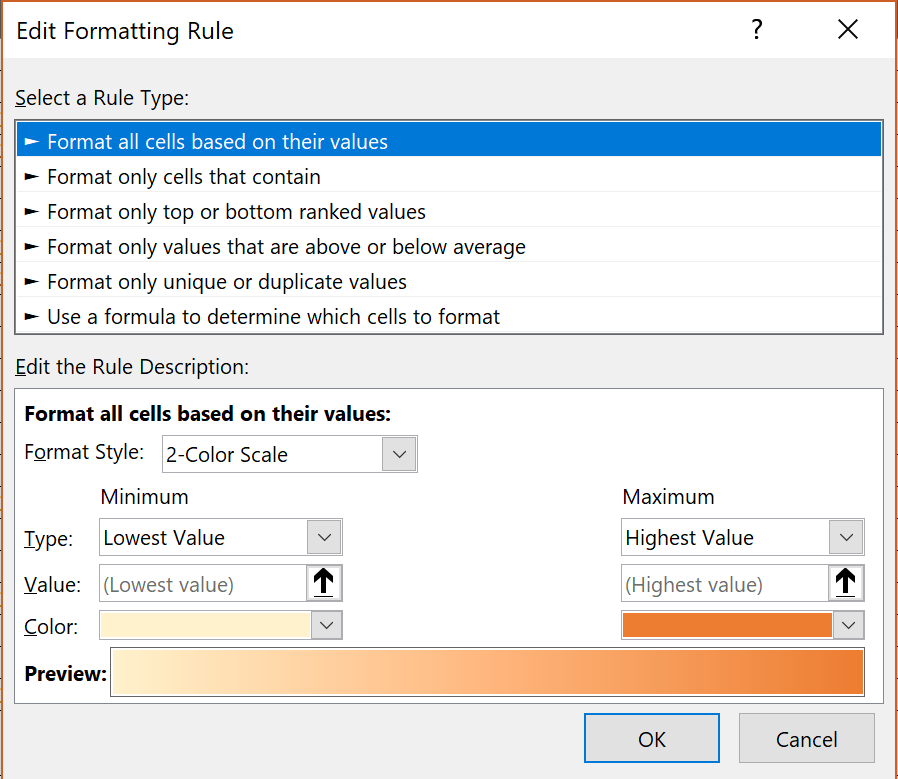 Edit Formatting Rule ?
Select a Rule Type:
► Format all cells based on their values
► Format only cells that contain
► Format only top or bottom ranked values
► Format only values that are above or below average
► Format only unique or duplicate values
► Use a formula to determine which cells to format
Edit the Rule Description:
Format all cells based on their values:
Format Style: 2-Color Scale
Minimum Maximum
Type: Lowest Value Highest Value
Value: (Lowest value) (Highest value)
Color:
Preview:
OK Cancel